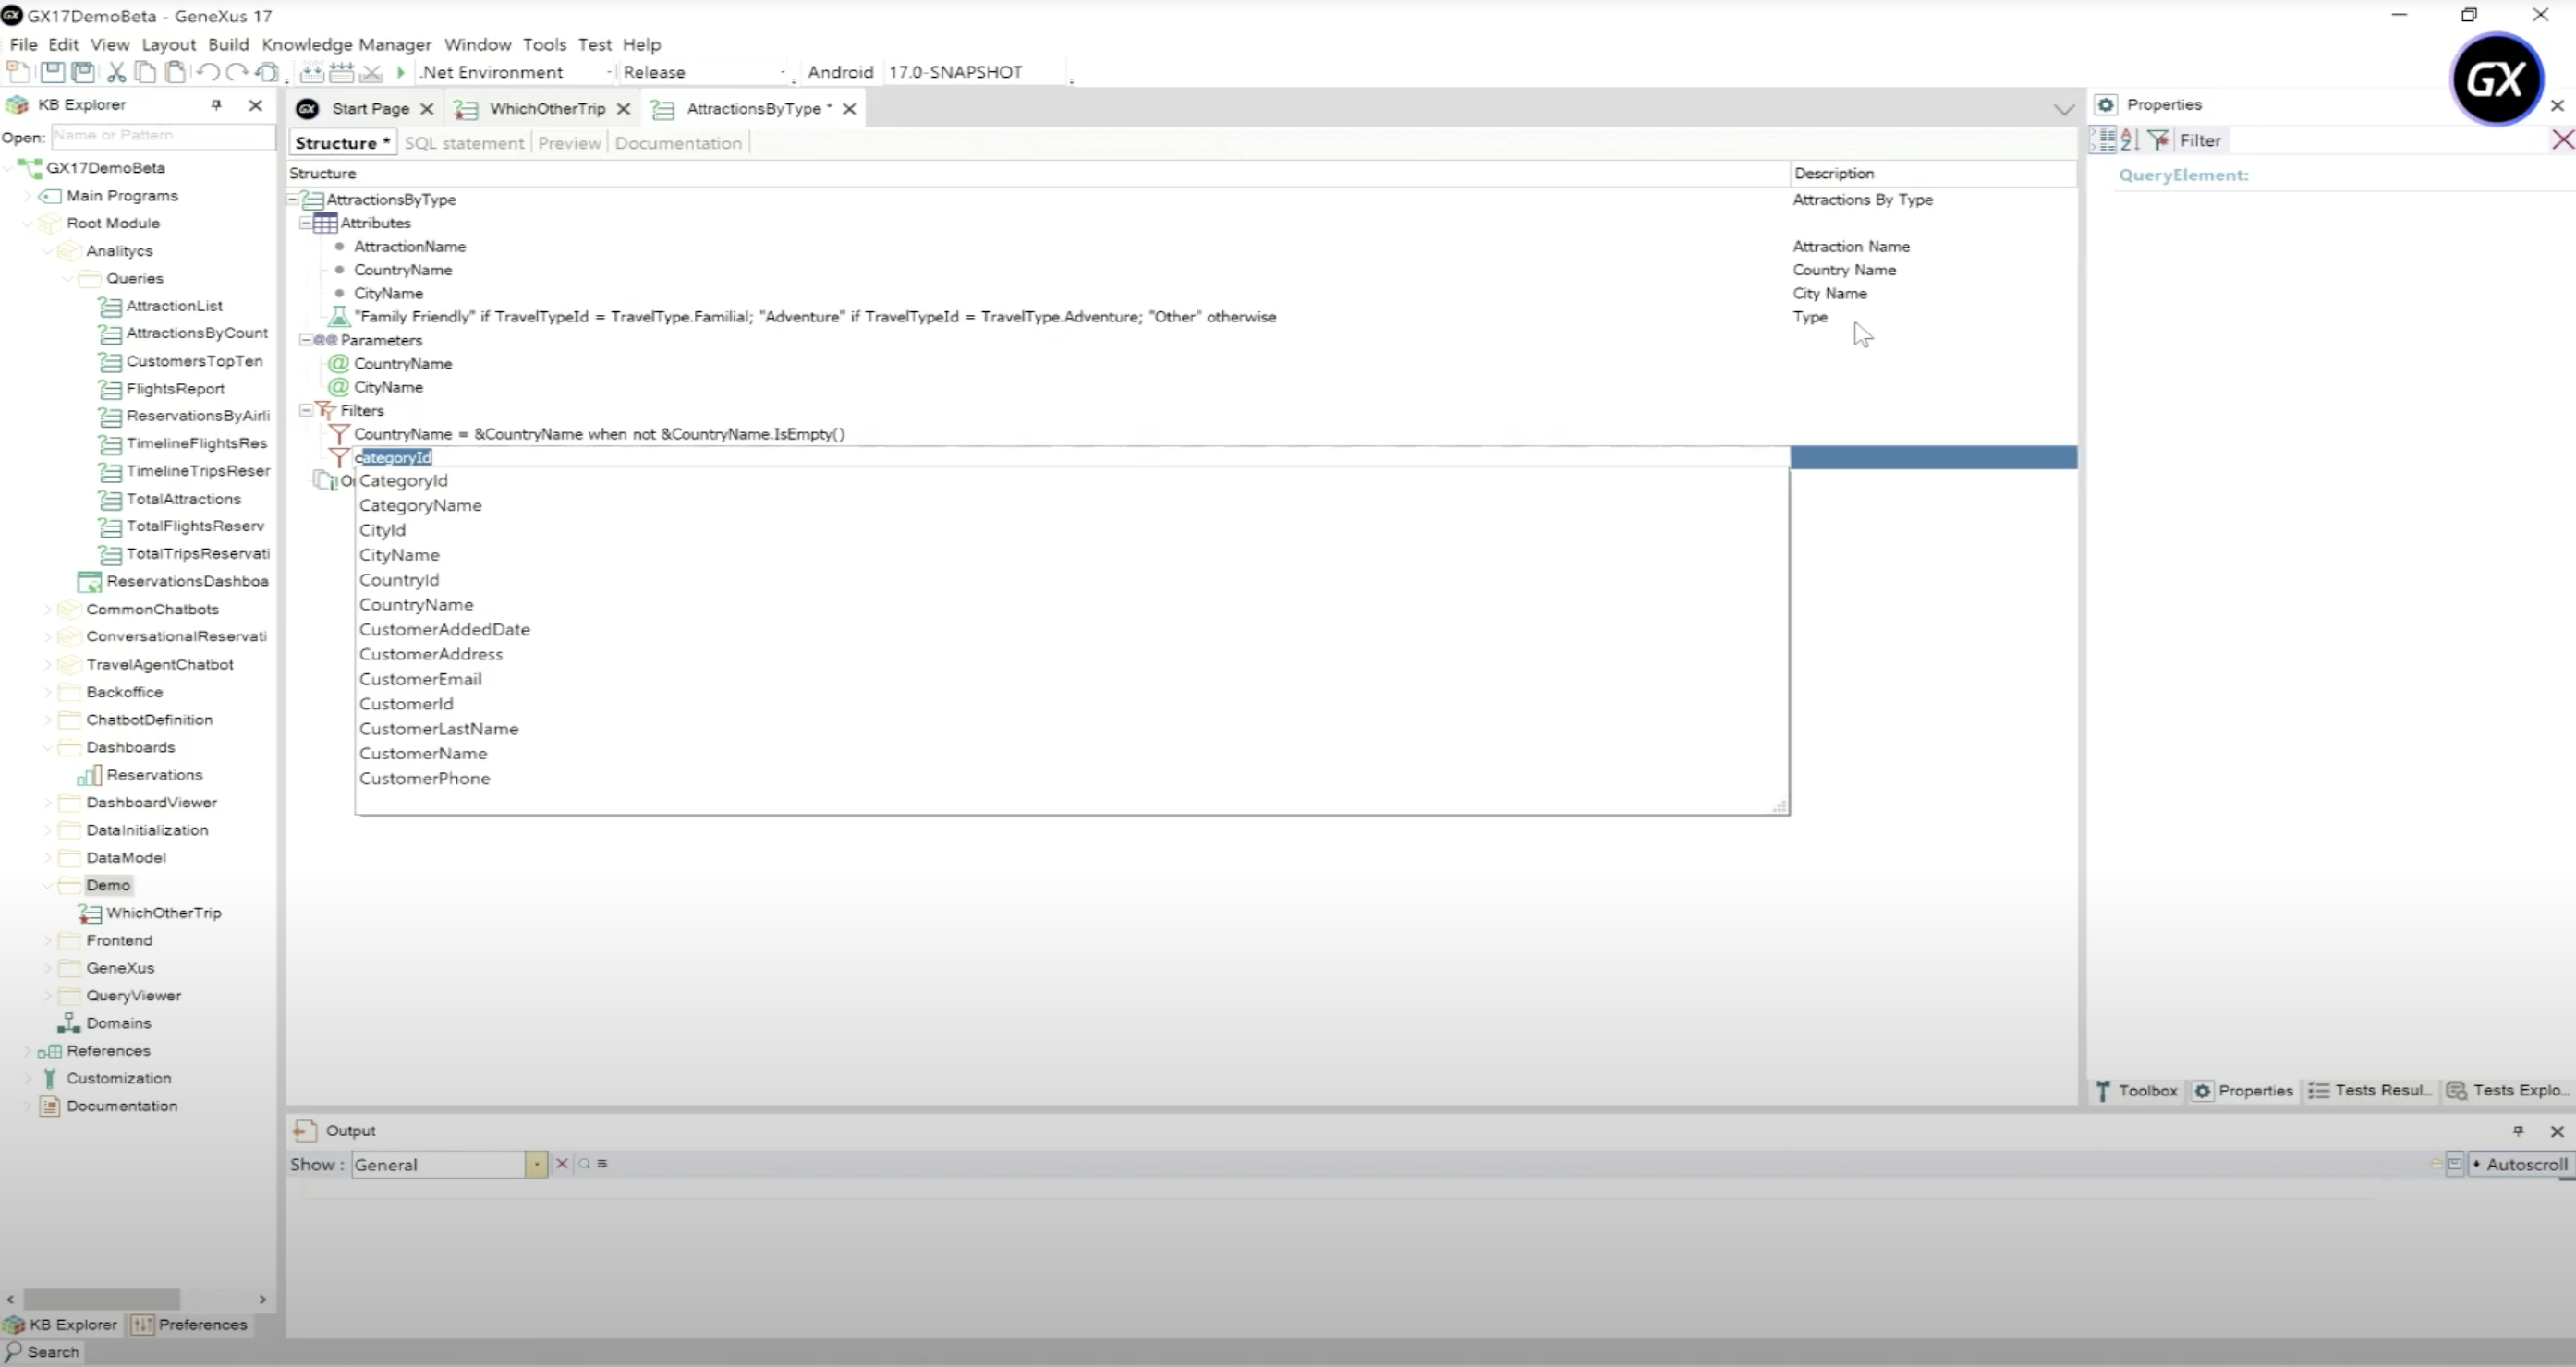 GX17DemoBeta - GeneXus 17
File Edit View Layout Build Knowledge Manager Window Tools Test Help
.Net Environment Release Android 17.0-SNAPSHOT
GX
KB Explorer
Open: Name or Pattern ...
GX17DemoBeta
Main Programs
Root Module
Analitycs
Queries
AttractionList
AttractionsByCount
CustomersTopTen
FlightsReport
ReservationsByAirli
TimelineFlightsRes
TimelineTripsReser
TotalAttractions
TotalFlightsReserv
TotalTripsReservati
ReservationsDashboa
CommonChatbots
ConversationalReservati
TravelAgentChatbot
Backoffice
ChatbotDefinition
Dashboards
Reservations
DashboardViewer
DataInitialization
DataModel
Demo
WhichOtherTrip
Frontend
GeneXus
QueryViewer
Domains
References
Customization
Documentation
KB Explorer Preferences
Search
Start Page WhichOtherTrip AttractionsByType *
Structure * SQL statement Preview Documentation
Structure Description
AttractionsByType Attractions By Type
Attributes
AttractionName Attraction Name
CountryName Country Name
CityName City Name
"Family Friendly" if TravelTypeId = TravelType.Familial; "Adventure" if TravelTypeId = TravelType.Adventure; "Other" otherwise Type
@@ Parameters
@ CountryName
@ CityName
Filters
CountryName = &CountryName when not &CountryName.IsEmpty()
categoryId
CategoryId
CategoryName
CityId
CityName
CountryId
CountryName
CustomerAddedDate
CustomerAddress
CustomerEmail
CustomerId
CustomerLastName
CustomerName
CustomerPhone
Properties
Filter
QueryElement:
Toolbox Properties Tests Resul... Tests Explo...
Output
Show : General Autoscroll